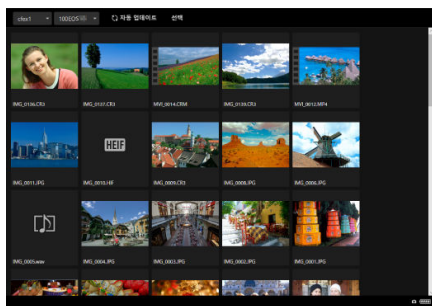 cfex1 자동 업데이트 선택
IMG_0136.CR3 IMG_0137.CR3 MVI_0014.CRM IMG_0139.CR3 MVI_0012.MP4
IMG_0011.JPG IMG_0010.HIF IMG_0009.CR3 IMG_0008.JPG IMG_0006.JPG
HEIF
IMG_0005.wav IMG_0004.JPG IMG_0003.JPG IMG_0002.JPG IMG_0001.JPG